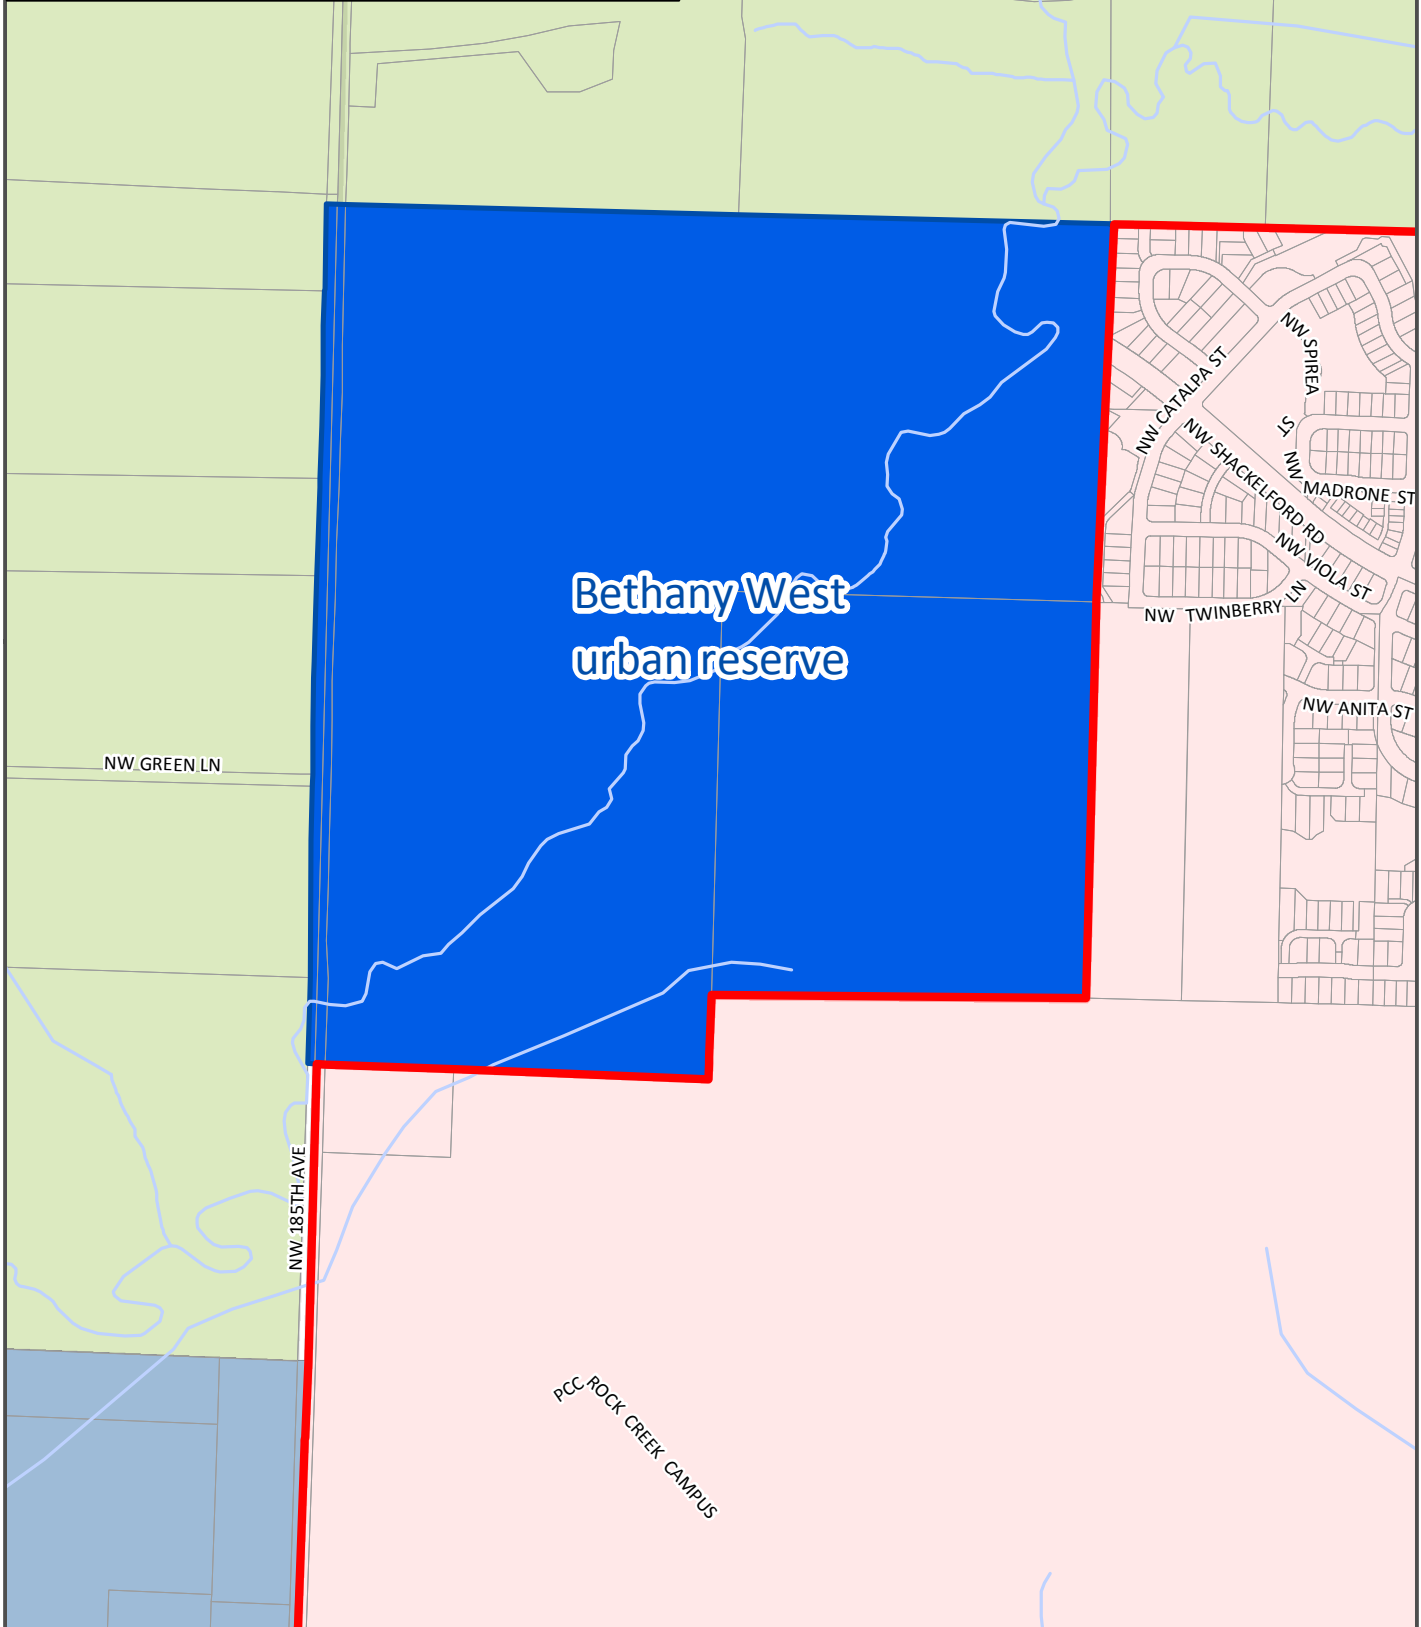 NW SPIREA
ST
NW CATALPA ST
NW SHACKELFORD RD
NW
MADRONE ST
NW VIOLA ST
Bethany West
urban reserve
NW TWINBERRY LN
NW ANITA ST
NW GREEN LN
NW 185TH AVE
PCC
ROCK CREEK CAMPUS